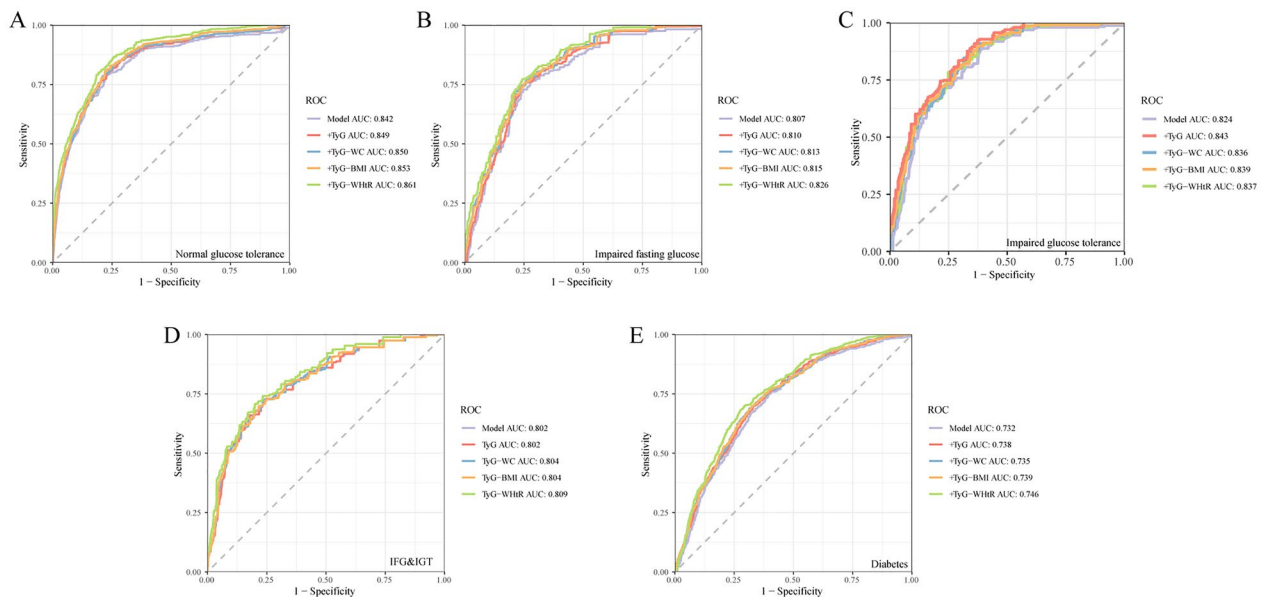 A
1.00
0.75
0.50
0.25
0.00
Sensitivity
0.00 0.25 0.50 0.75 1.00
1 − Specificity
Normal glucose tolerance
ROC
Model AUC: 0.842
+TyG AUC: 0.849
+TyG−WC AUC: 0.850
+TyG−BMI AUC: 0.853
+TyG−WHtR AUC: 0.861
B
1.00
0.75
0.50
0.25
0.00
Sensitivity
0.00 0.25 0.50 0.75 1.00
1 − Specificity
Impaired fasting glucose
ROC
Model AUC: 0.807
+TyG AUC: 0.810
+TyG−WC AUC: 0.813
+TyG−BMI AUC: 0.815
+TyG−WHtR AUC: 0.826
C
1.00
0.75
0.50
0.25
0.00
Sensitivity
0.00 0.25 0.50 0.75 1.00
1 − Specificity
Impaired glucose tolerance
ROC
Model AUC: 0.824
+TyG AUC: 0.843
+TyG−WC AUC: 0.836
+TyG−BMI AUC: 0.839
+TyG−WHtR AUC: 0.837
D
1.00
0.75
0.50
0.25
0.00
Sensitivity
0.00 0.25 0.50 0.75 1.00
1 − Specificity
IFG&IGT
ROC
Model AUC: 0.802
TyG AUC: 0.802
TyG−WC AUC: 0.804
TyG−BMI AUC: 0.804
TyG−WHtR AUC: 0.809
E
1.00
0.75
0.50
0.25
0.00
Sensitivity
0.00 0.25 0.50 0.75 1.00
1 − Specificity
Diabetes
ROC
Model AUC: 0.732
+TyG AUC: 0.738
+TyG−WC AUC: 0.735
+TyG−BMI AUC: 0.739
+TyG−WHtR AUC: 0.746